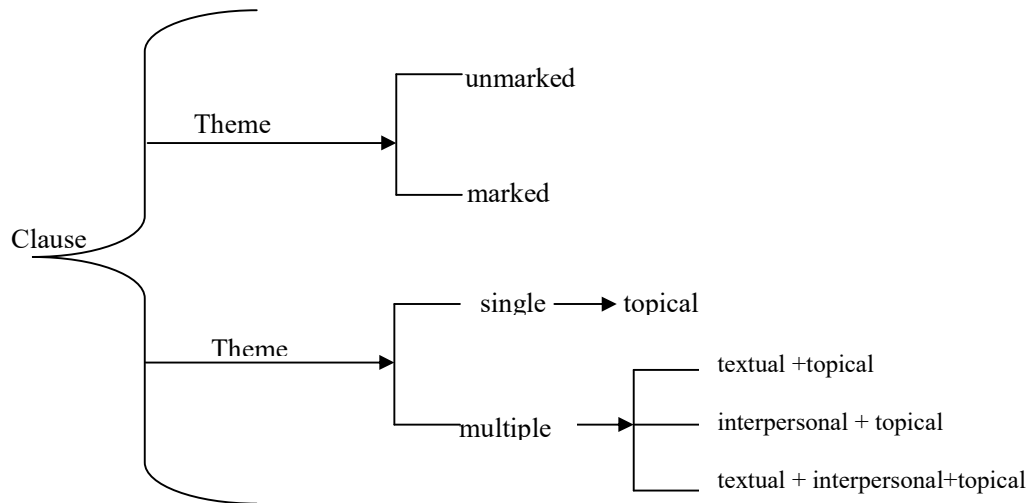 unmarked
Theme
marked
Clause
single topical
Theme
textual +topical
interpersonal + topical
multiple
textual + interpersonal+topical